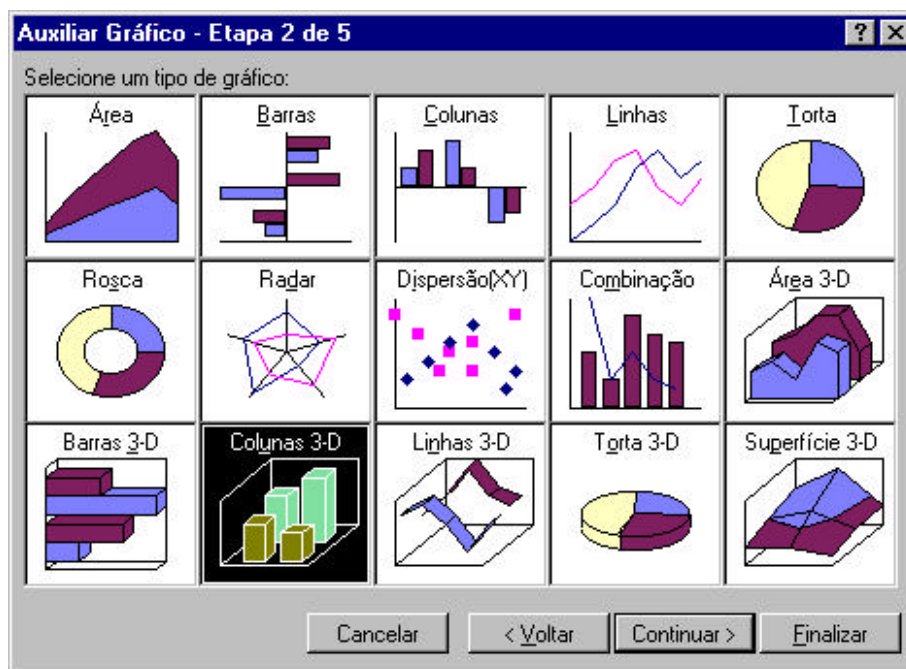 Auxiliar Gráfico - Etapa 2 de 5
Selecione um tipo de gráfico:
Área
Barras
Colunas
Linhas
Torta
Rosca
Radar
Dispersão(XY)
Combinação
Área 3-D
Barras 3-D
Colunas 3-D
Linhas 3-D
Torta 3-D
Superfície 3-D
Cancelar
< Voltar
Continuar >
Finalizar